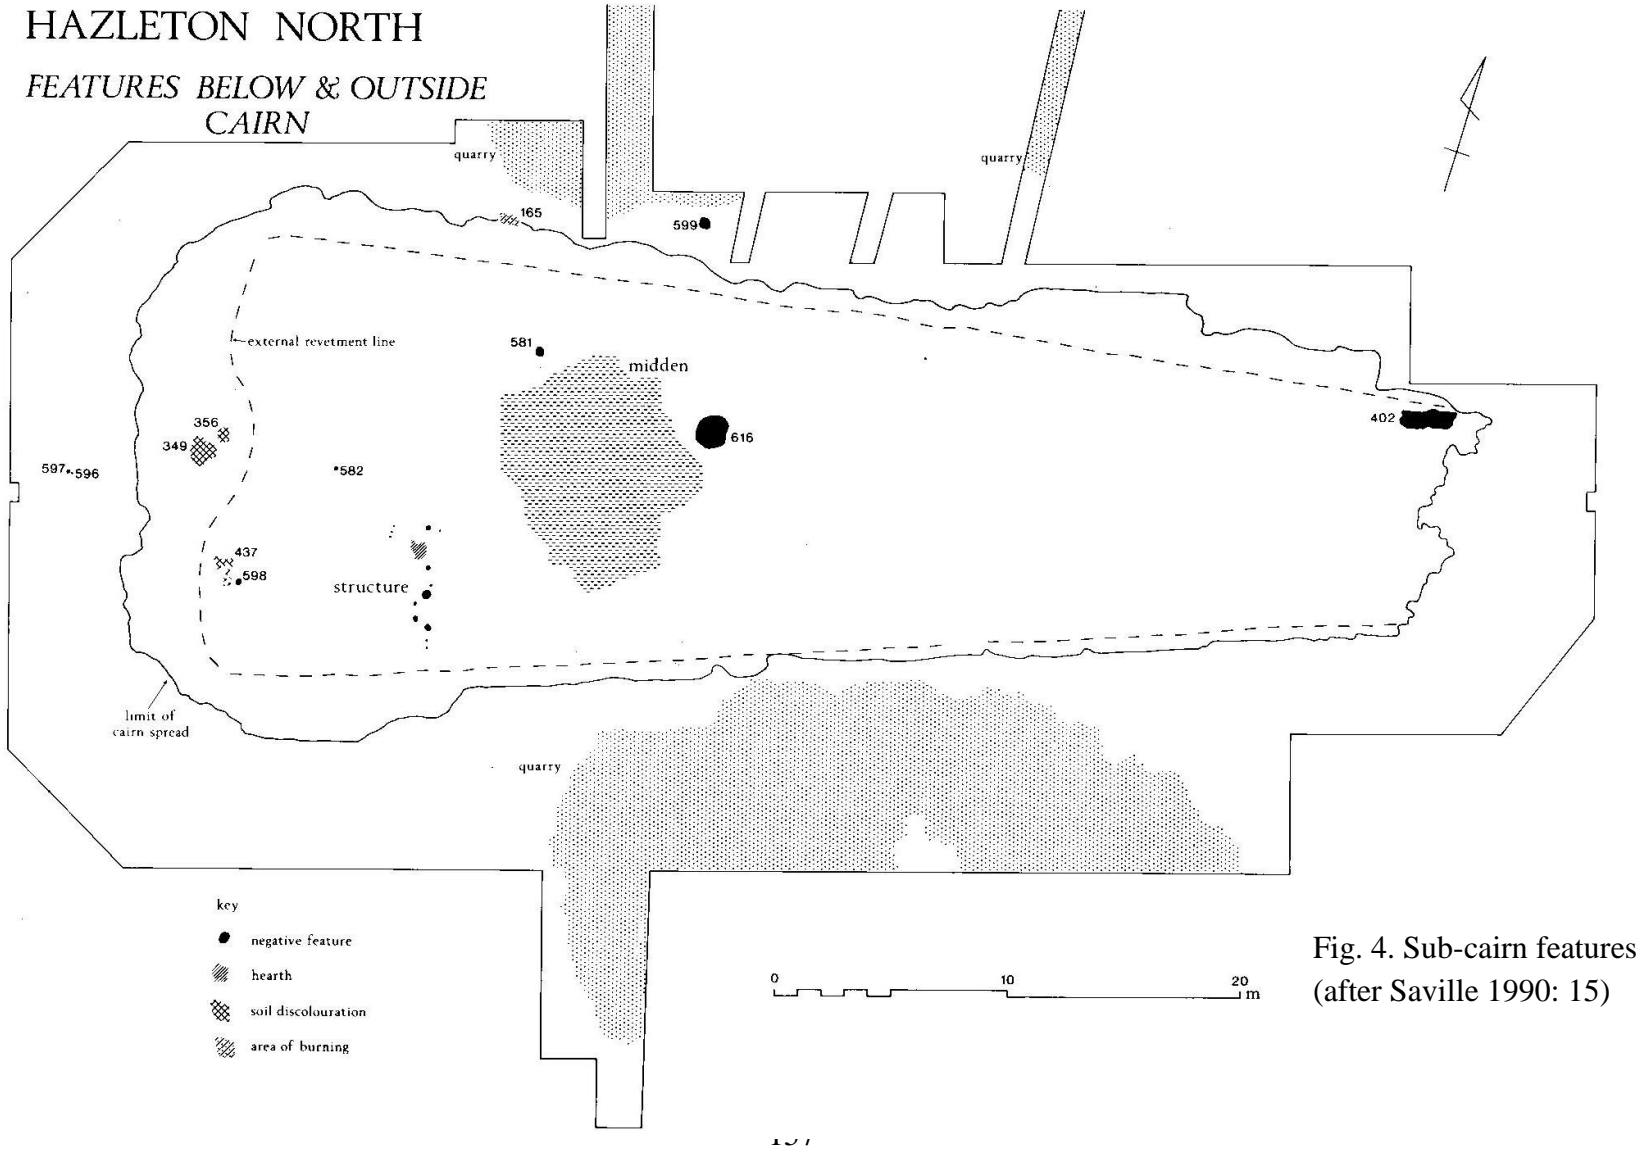 HAZLETON NORTH
FEATURES BELOW & OUTSIDE
CAIRN
quarry
quarry
165
599
external revetment line
581
midden
356
349
402
616
597
596
582
437
598
structure
limit of
cairn spread
quarry
key
negative feature
hearth
soil discolouration
area of burning
0 10 20
m
Fig. 4. Sub-cairn features
(after Saville 1990: 15)